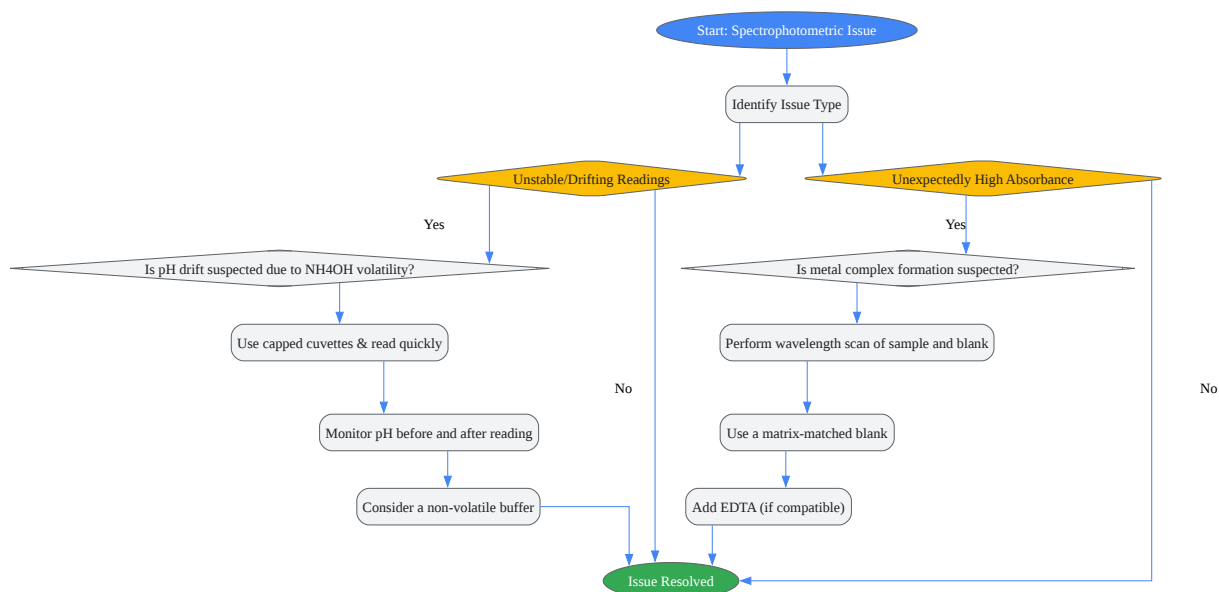 Start: Spectrophotometric Issue
Identify Issue Type
Unstable/Drifting Readings
Unexpectedly High Absorbance
Yes
Yes
Is pH drift suspected due to NH4OH volatility?
Is metal complex formation suspected?
Use capped cuvettes & read quickly
Perform wavelength scan of sample and blank
No
No
Monitor pH before and after reading
Use a matrix-matched blank
Consider a non-volatile buffer
Add EDTA (if compatible)
Issue Resolved